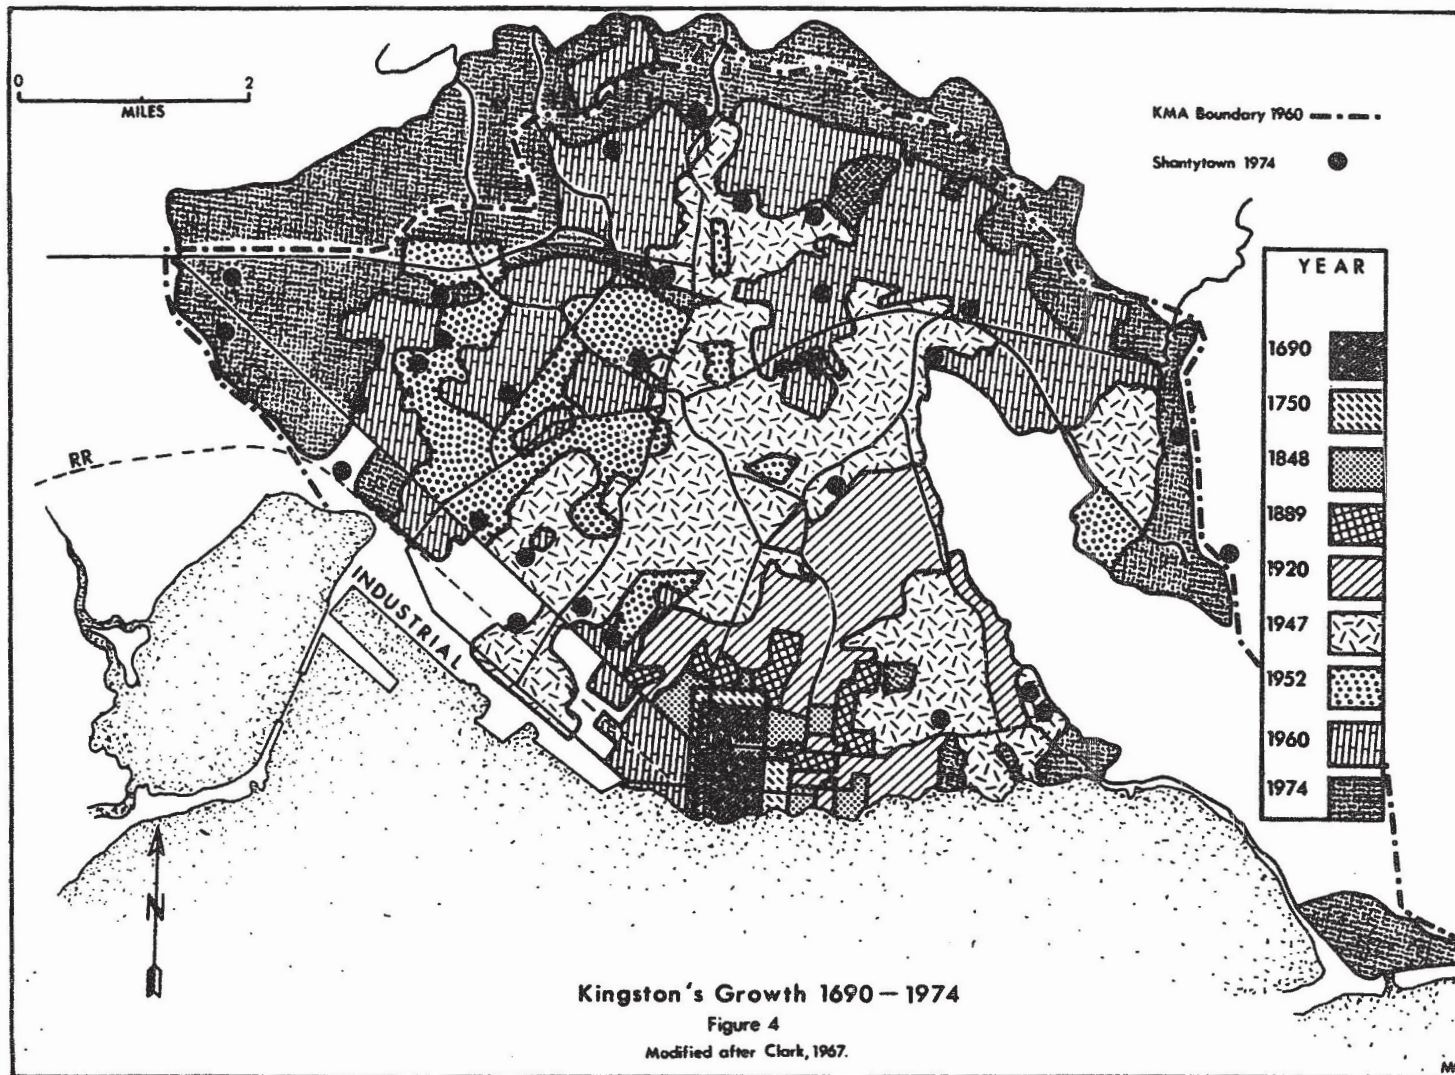 0 2
MILES
KMA Boundary 1960
Shantytown 1974
YEAR
1690
1750
1848
1889
1920
1947
1952
1960
1974
RR
INDUSTRIAL
N
Kingston's Growth 1690 — 1974
Figure 4
Modified after Clark, 1967.